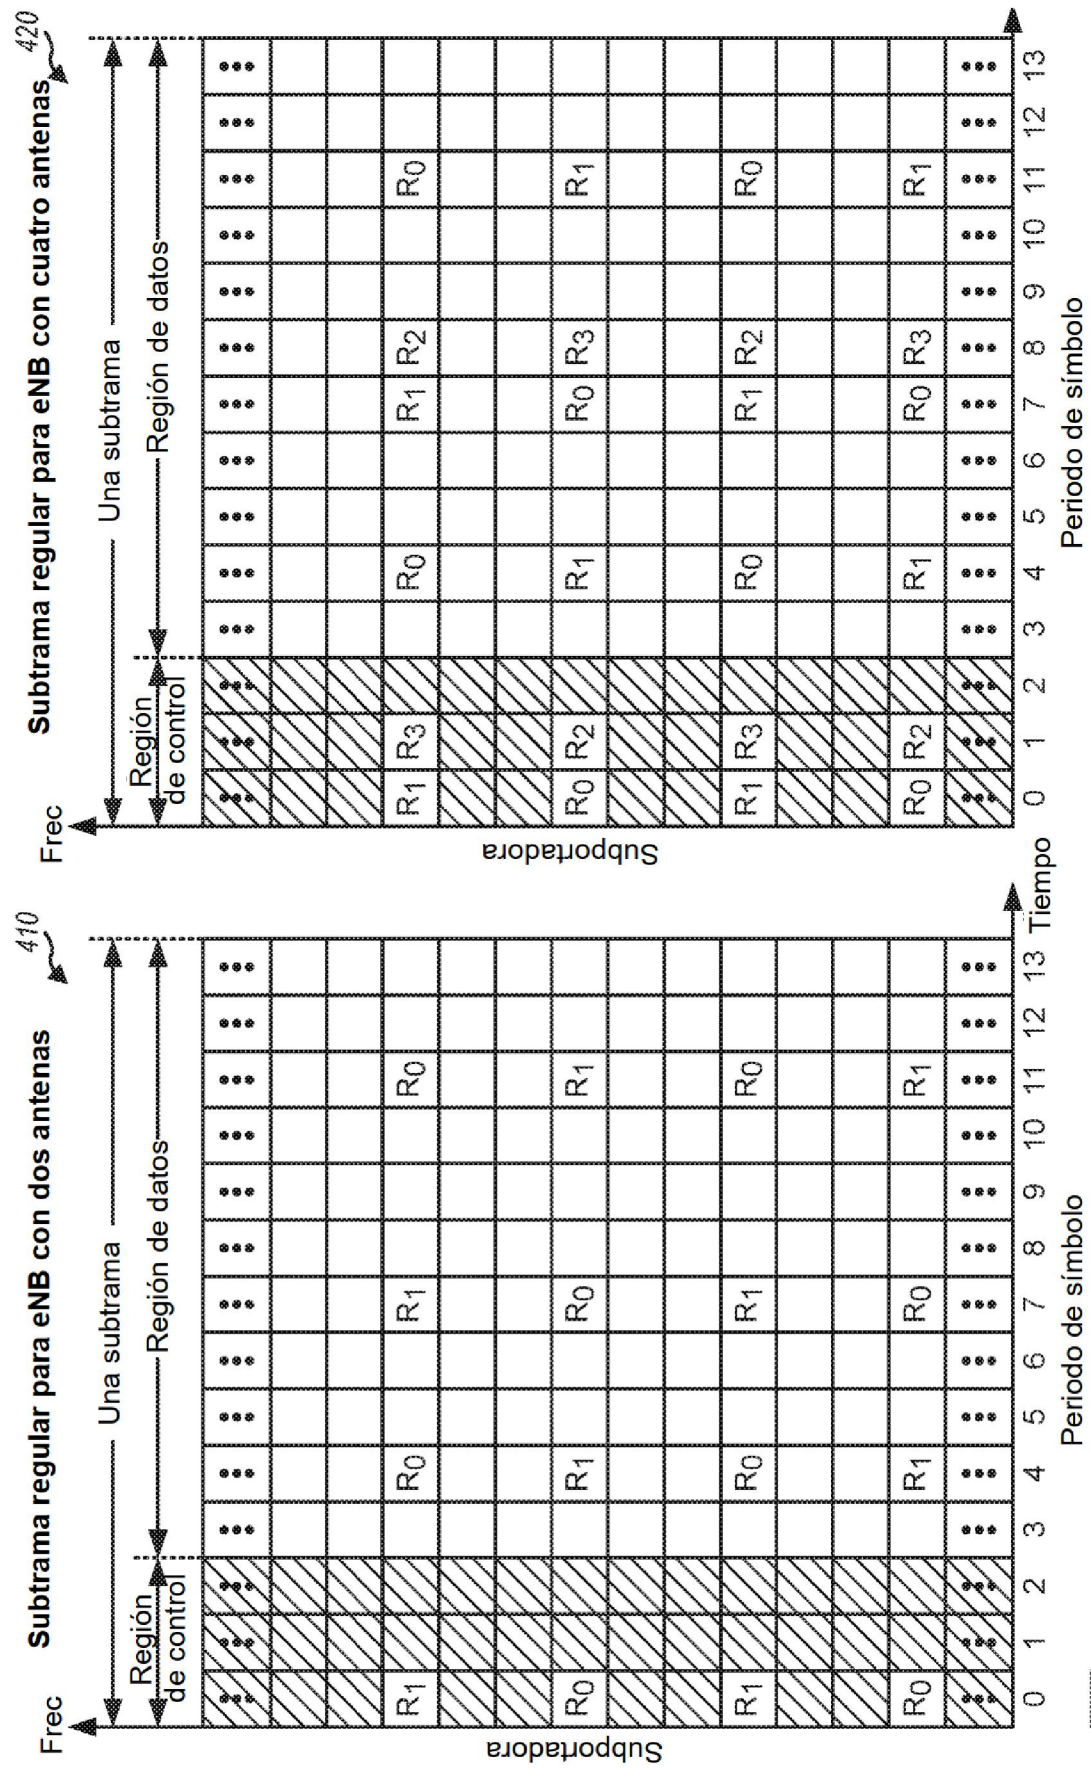 Subtrama regular para eNB con dos antenas
410
Frec
Una subtrama
Región de control
Región de datos
Subportadora
R1 R0 R1 R0
R0 R1 R0 R1
R1 R0 R1 R0
R0 R1 R0 R1
0 1 2 3 4 5 6 7 8 9 10 11 12 13
Tiempo
Periodo de símbolo
Subtrama regular para eNB con cuatro antenas
420
Frec
Una subtrama
Región de control
Región de datos
Subportadora
R1 R3 R0 R1 R2 R0
R0 R2 R1 R0 R3 R1
R1 R3 R0 R1 R2 R0
R0 R2 R1 R0 R3 R1
0 1 2 3 4 5 6 7 8 9 10 11 12 13
Periodo de símbolo